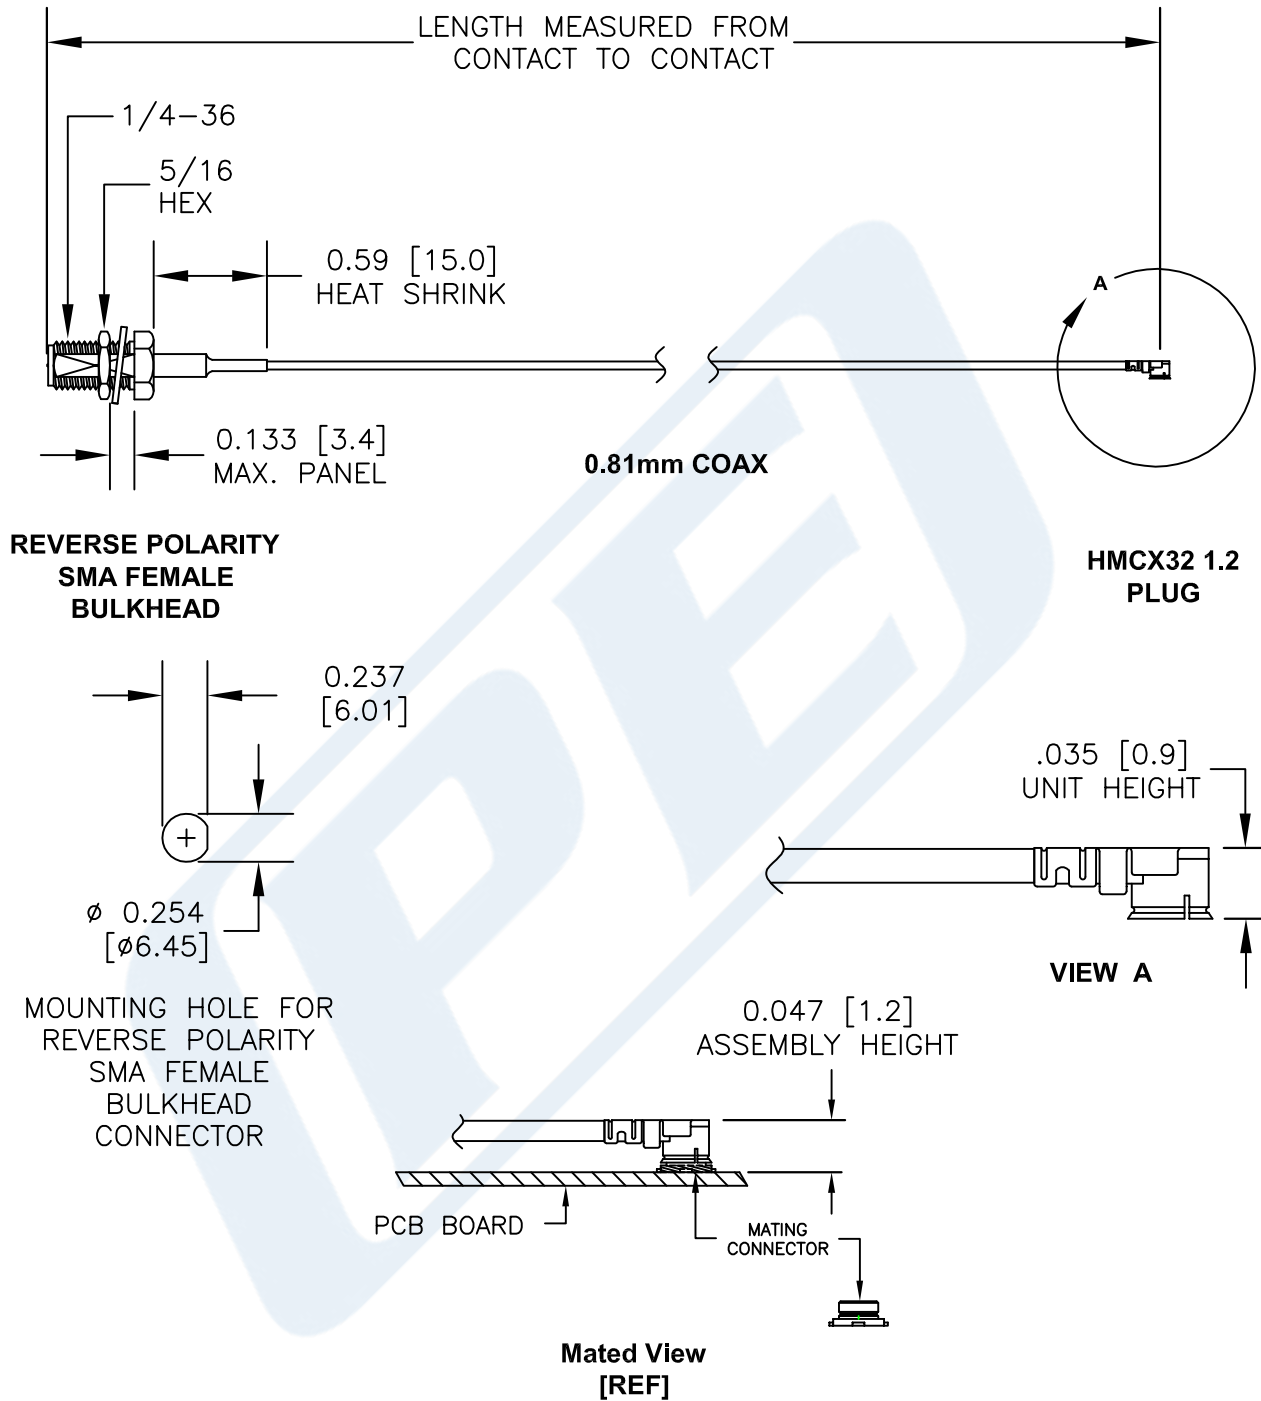 LENGTH MEASURED FROM
CONTACT TO CONTACT
1/4-36
5/16
HEX
0.59 [15.0]
HEAT SHRINK
A
0.133 [3.4]
MAX. PANEL
0.81mm COAX
REVERSE POLARITY
SMA FEMALE
BULKHEAD
HMCX32 1.2
PLUG
0.237
[6.01]
.035 [0.9]
UNIT HEIGHT
ø 0.254
[ø6.45]
VIEW A
MOUNTING HOLE FOR
REVERSE POLARITY
SMA FEMALE
BULKHEAD
CONNECTOR
0.047 [1.2]
ASSEMBLY HEIGHT
PCB BOARD
MATING
CONNECTOR
Mated View
[REF]
PE